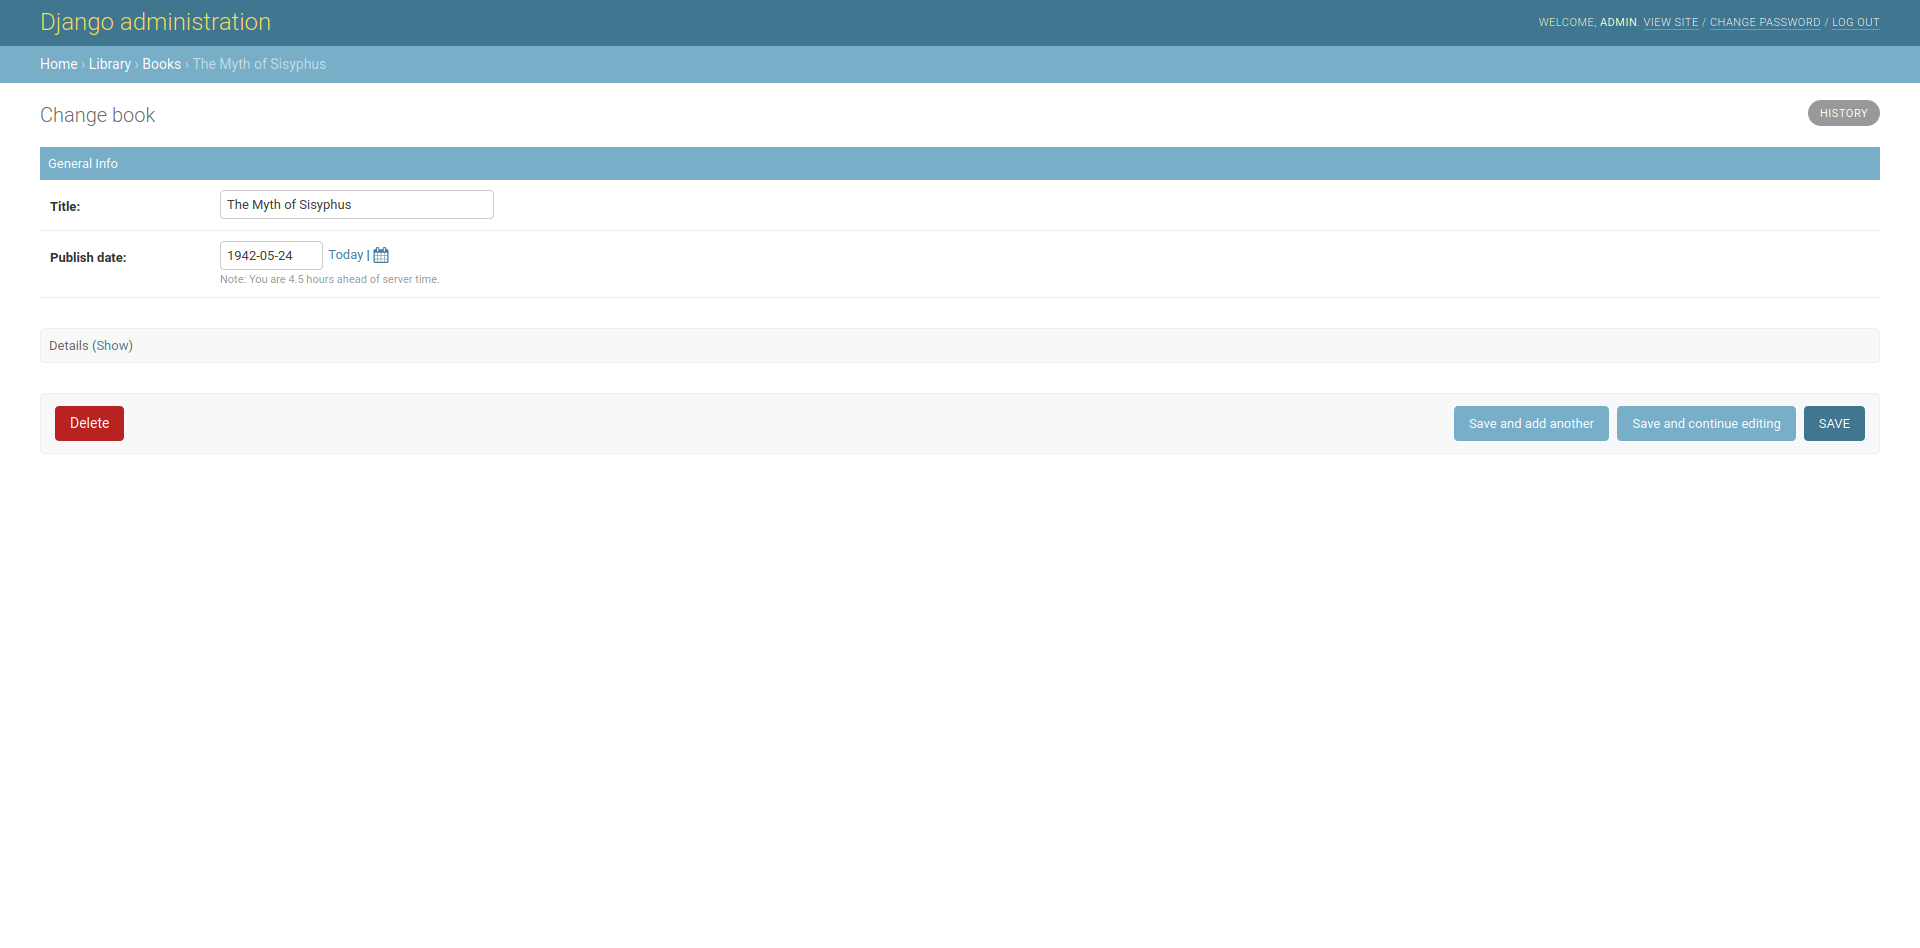 Django administration
WELCOME, ADMIN. VIEW SITE / CHANGE PASSWORD / LOG OUT
Home › Library › Books › The Myth of Sisyphus
Change book
HISTORY
General Info
Title: The Myth of Sisyphus
Publish date: 1942-05-24 Today |
Note: You are 4.5 hours ahead of server time.
Details (Show)
Delete Save and add another Save and continue editing SAVE